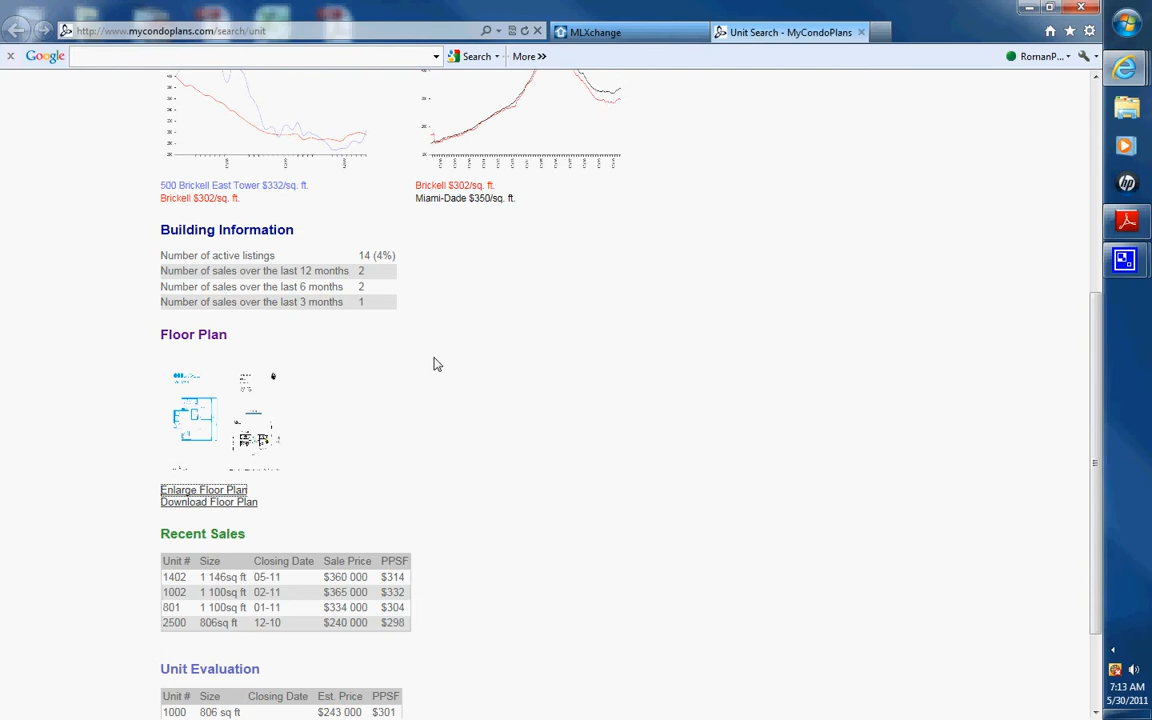 http://www.mycondoplans.com/search/unit
MLXchange
Unit Search - MyCondoPlans
Google
Search
More »
RomanP...
500 Brickell East Tower $332/sq. ft.
Brickell $302/sq. ft.
Brickell $302/sq. ft.
Miami-Dade $350/sq. ft.
Building Information
Number of active listings 14 (4%)
Number of sales over the last 12 months 2
Number of sales over the last 6 months 2
Number of sales over the last 3 months 1
Floor Plan
Enlarge Floor Plan
Download Floor Plan
Recent Sales
Unit # Size Closing Date Sale Price PPSF
1402 1 146sq ft 05-11 $360 000 $314
1002 1 100sq ft 02-11 $365 000 $332
801 1 100sq ft 01-11 $334 000 $304
2500 806sq ft 12-10 $240 000 $298
Unit Evaluation
Unit # Size Closing Date Est. Price PPSF
1000 806 sq ft $243 000 $301
hp
7:13 AM
5/30/2011